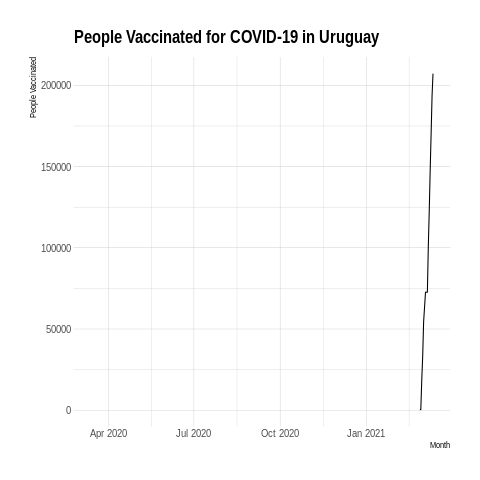 People Vaccinated for COVID-19 in Uruguay
People Vaccinated
200000
150000
100000
50000
0
Apr 2020 Jul 2020 Oct 2020 Jan 2021
Month